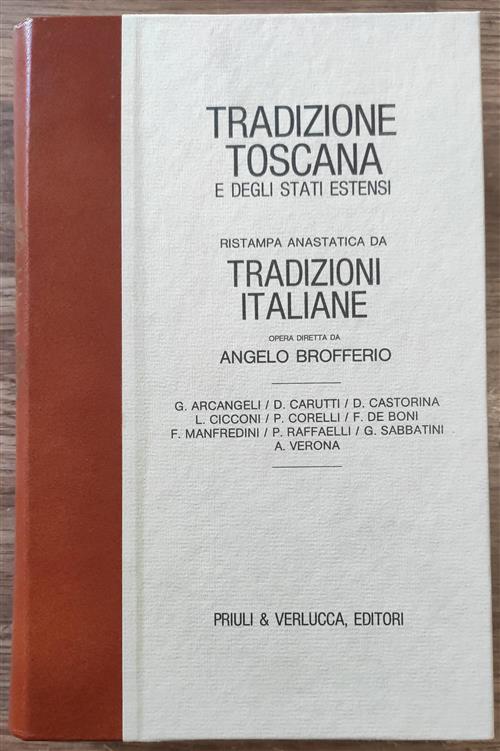 TRADIZIONE
TOSCANA
E DEGLI STATI ESTENSI
RISTAMPA ANASTATICA DA
TRADIZIONI
ITALIANE
OPERA DIRETTA DA
ANGELO BROFFERIO
G. ARCANGELI / D. CARUTTI / D. CASTORINA
L. CICCONI / P. CORELLI / F. DE BONI
F. MANFREDINI / P. RAFFAELLI / G. SABBATINI
A. VERONA
PRIULI & VERLUCCA, EDITORI